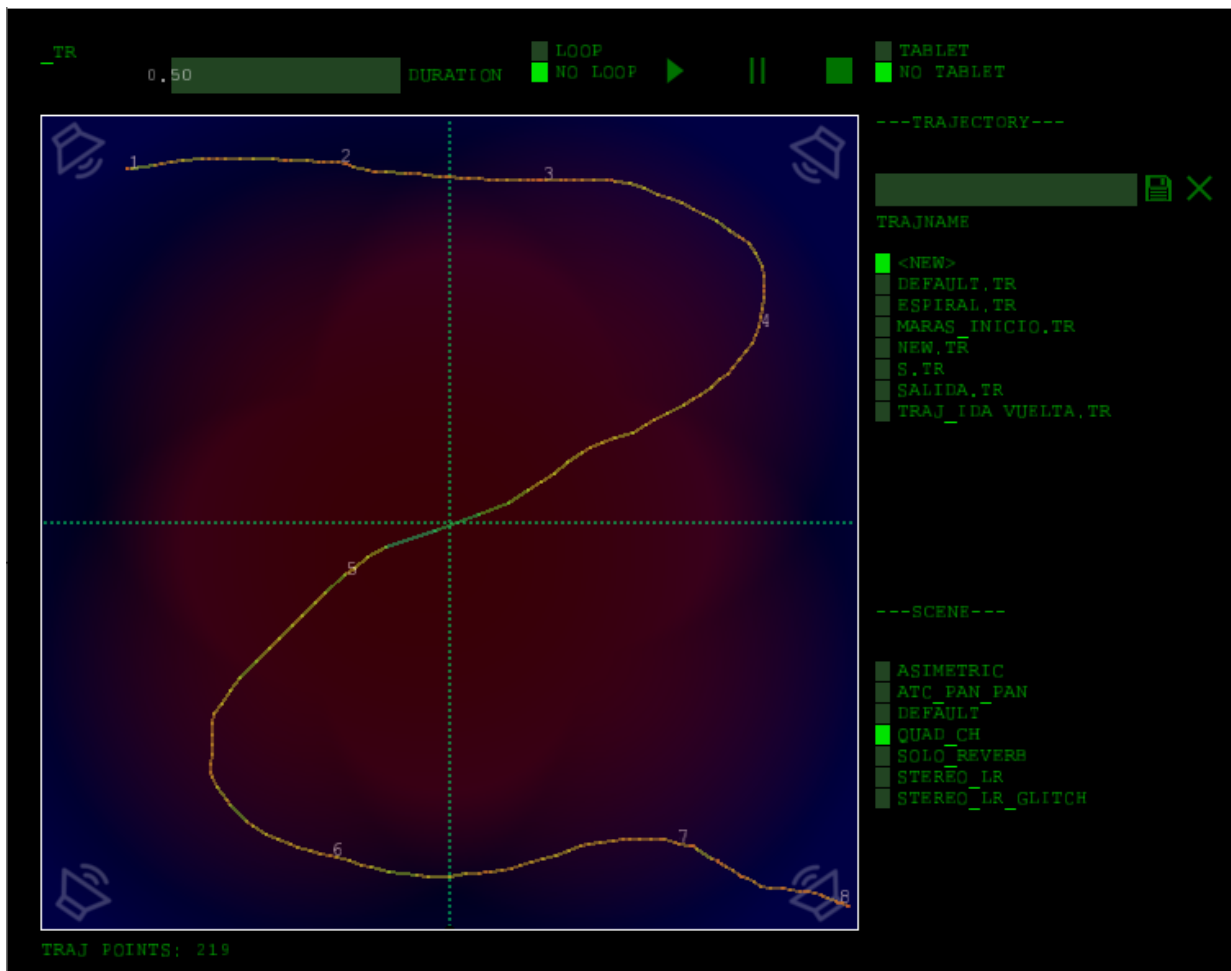 _TR
0.50 DURATION
LOOP
NO LOOP
TABLET
NO TABLET
---TRAJECTORY---
TRAJNAME
<NEW>
DEFAULT.TR
ESPIRAL.TR
MARAS_INICIO.TR
NEW.TR
S.TR
SALIDA.TR
TRAJ_IDA VUELTA.TR
---SCENE---
ASIMETRIC
ATC_PAN_PAN
DEFAULT
QUAD_CH
SOLO_REVERB
STEREO_LR
STEREO_LR_GLITCH
1
2
3
4
5
6
7
8
TRAJ POINTS: 219